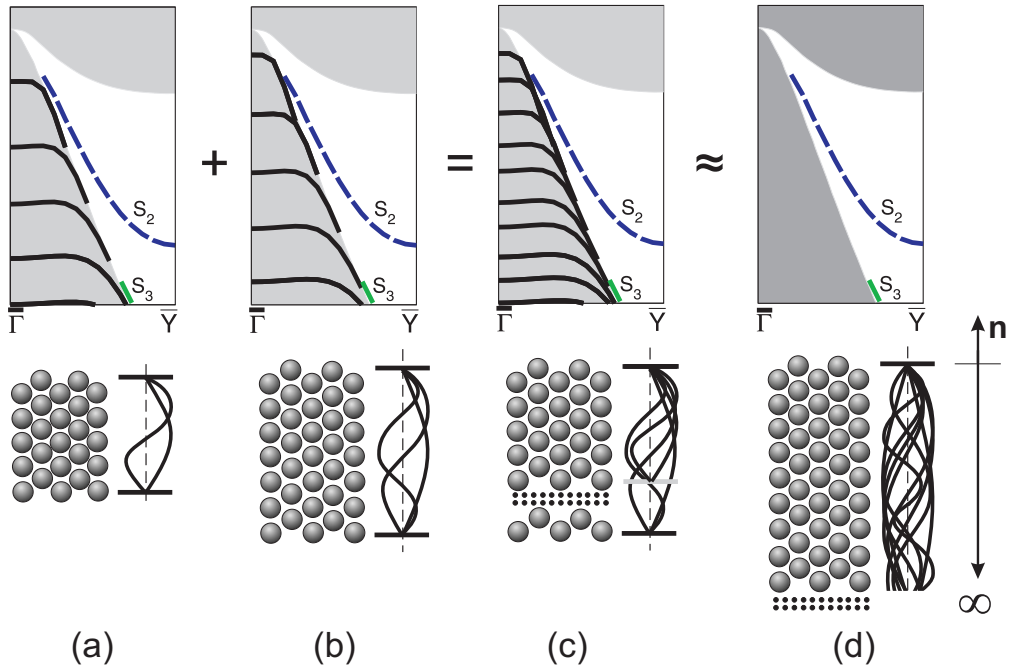 + = ≈
S₂ S₂ S₂ S₂
S₃ S₃ S₃ S₃
Γ̅ Y̅ Γ̅ Y̅ Γ̅ Y̅ Γ̅ Y̅
n
∞
(a) (b) (c) (d)